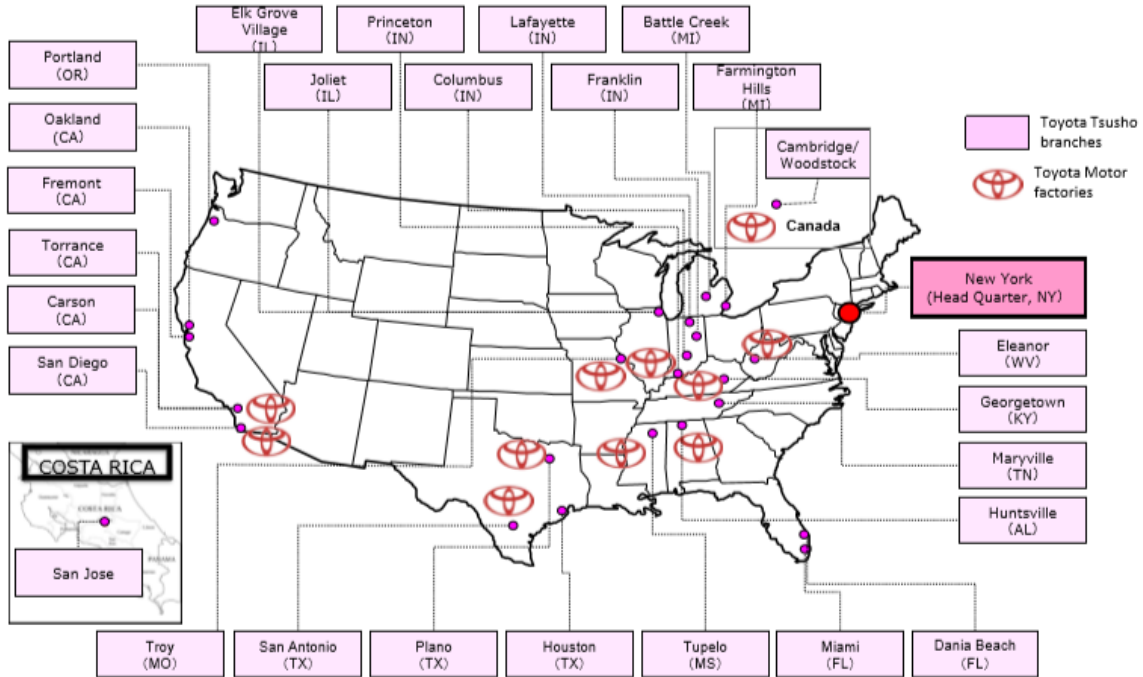 Elk Grove
Village
(IL)
Princeton
(IN)
Lafayette
(IN)
Battle Creek
(MI)
Portland
(OR)
Joliet
(IL)
Columbus
(IN)
Franklin
(IN)
Farmington
Hills
(MI)
Oakland
(CA)
Cambridge/
Woodstock
Toyota Tsusho
branches
Toyota Motor
factories
Fremont
(CA)
Canada
Torrance
(CA)
New York
(Head Quarter, NY)
Carson
(CA)
Eleanor
(WV)
San Diego
(CA)
Georgetown
(KY)
Maryville
(TN)
COSTA RICA
COSTA RICA
PANAMA
San Jose
Huntsville
(AL)
Troy
(MO)
San Antonio
(TX)
Plano
(TX)
Houston
(TX)
Tupelo
(MS)
Miami
(FL)
Dania Beach
(FL)